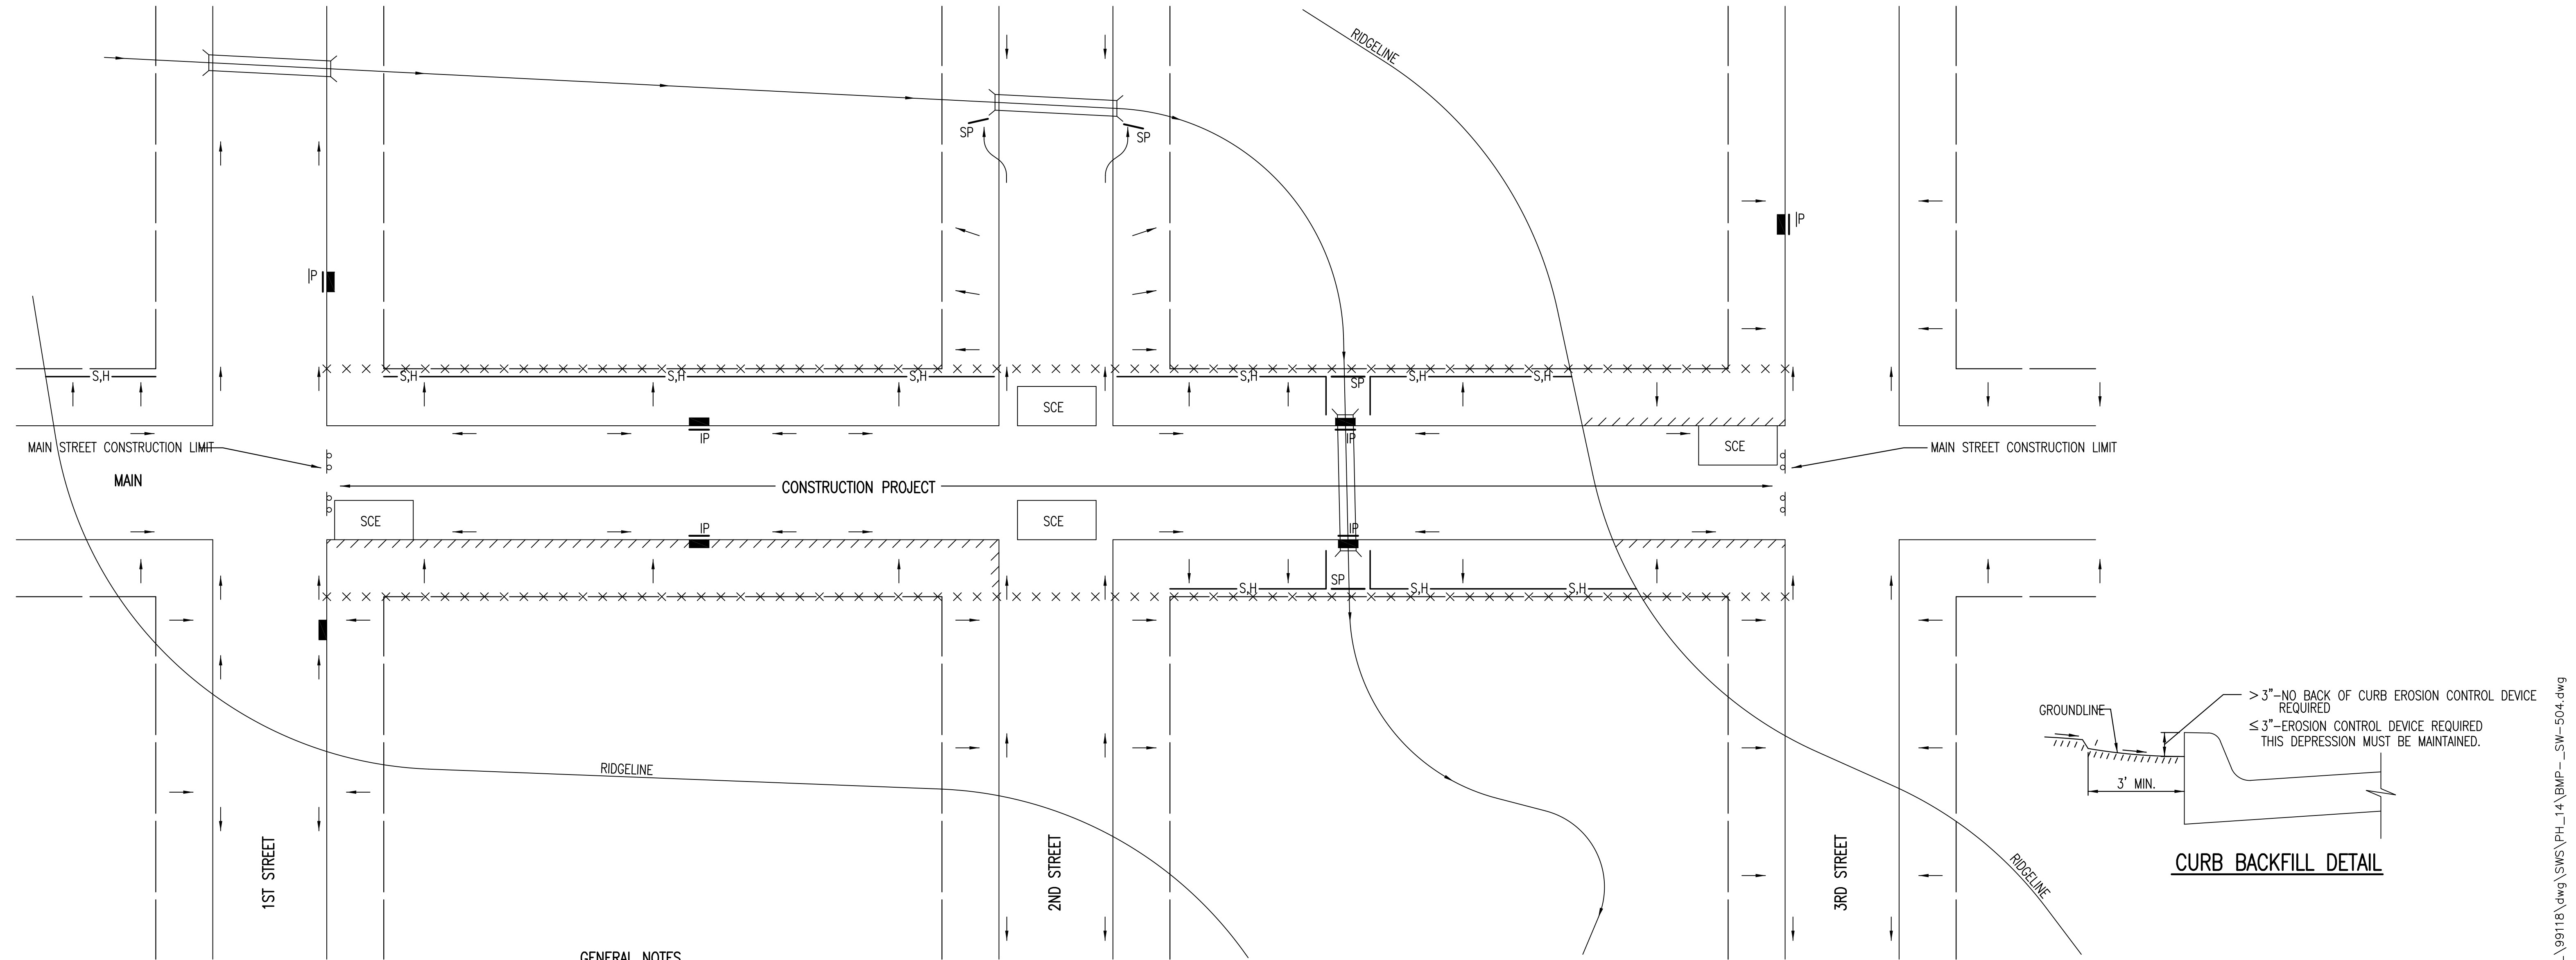 RIDGELINE
SP
SP
IP
IP
S,H
S,H
S,H
S,H
S,H
SP
S,H
S,H
SCE
IP
IP
SCE
MAIN STREET CONSTRUCTION LIMIT
MAIN STREET CONSTRUCTION LIMIT
MAIN
CONSTRUCTION PROJECT
SCE
SCE
IP
IP
SP
S,H
S,H
S,H
RIDGELINE
1ST STREET
2ND STREET
3RD STREET
RIDGELINE
GROUNDLINE
>3"-NO BACK OF CURB EROSION CONTROL DEVICE
REQUIRED
≤3"-EROSION CONTROL DEVICE REQUIRED
THIS DEPRESSION MUST BE MAINTAINED.
3' MIN.
CURB BACKFILL DETAIL
GENERAL NOTES
\99118\dwg\SWS\PH_14\BMP-_SW-504.dwg